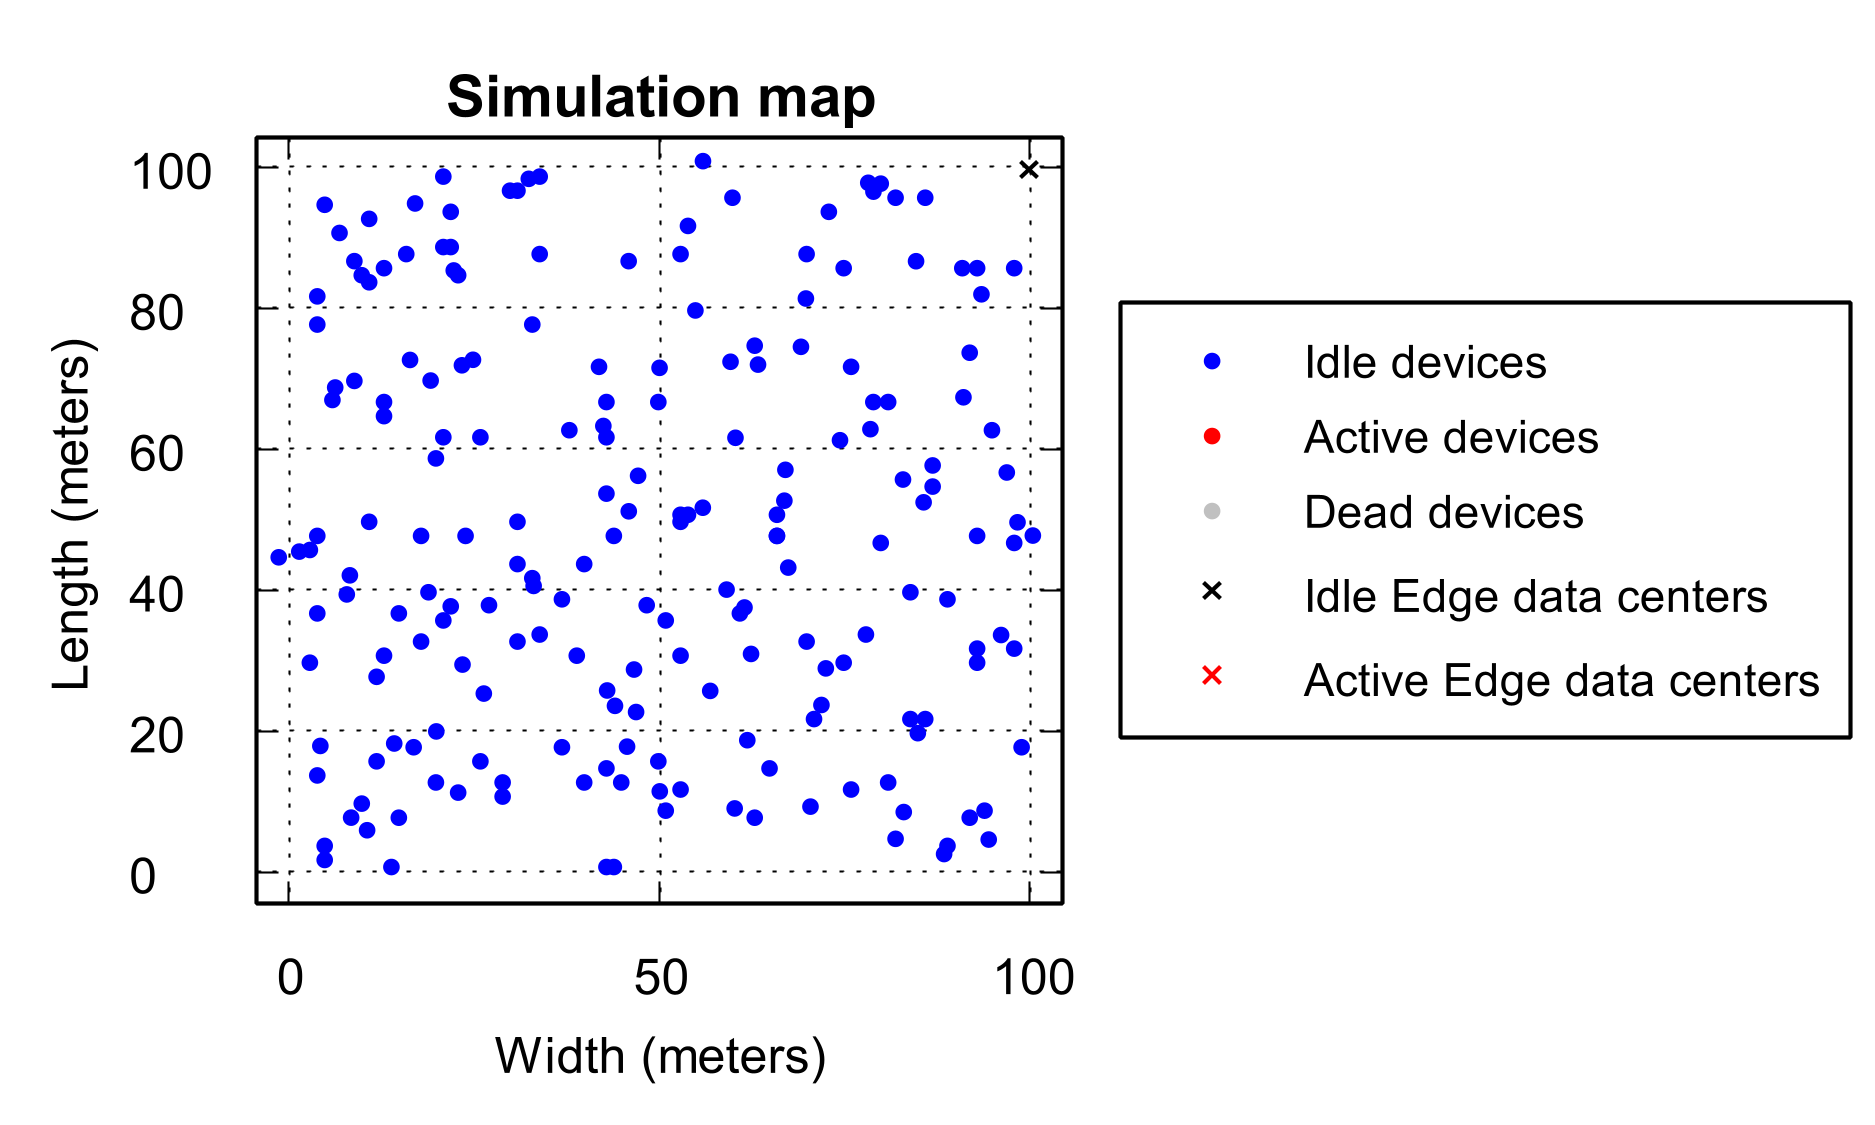 Simulation map
100
80
60
40
20
0
Length (meters)
0 50 100
Width (meters)
Idle devices
Active devices
Dead devices
Idle Edge data centers
Active Edge data centers